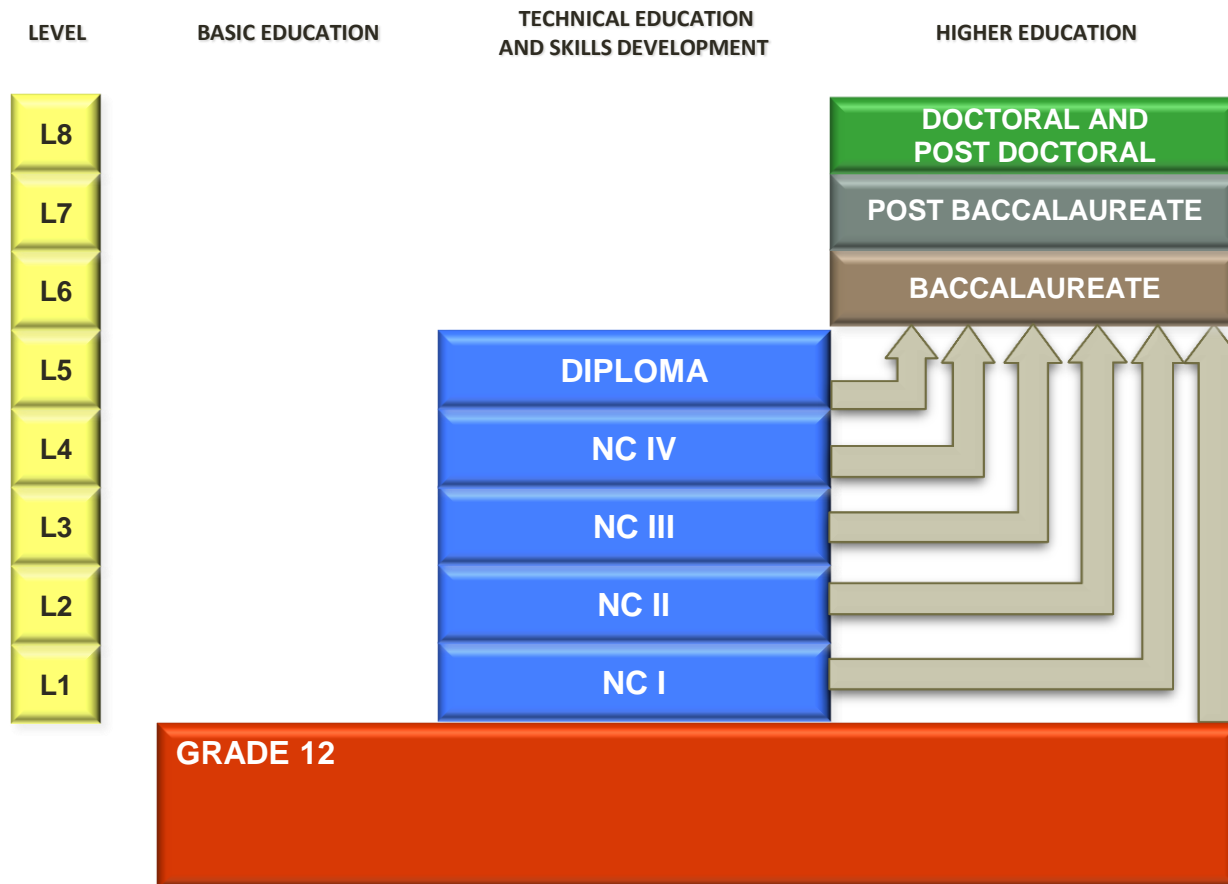 LEVEL
BASIC EDUCATION
TECHNICAL EDUCATION
AND SKILLS DEVELOPMENT
HIGHER EDUCATION
L8
DOCTORAL AND
POST DOCTORAL
L7
POST BACCALAUREATE
L6
BACCALAUREATE
L5
DIPLOMA
L4
NC IV
L3
NC III
L2
NC II
L1
NC I
GRADE 12